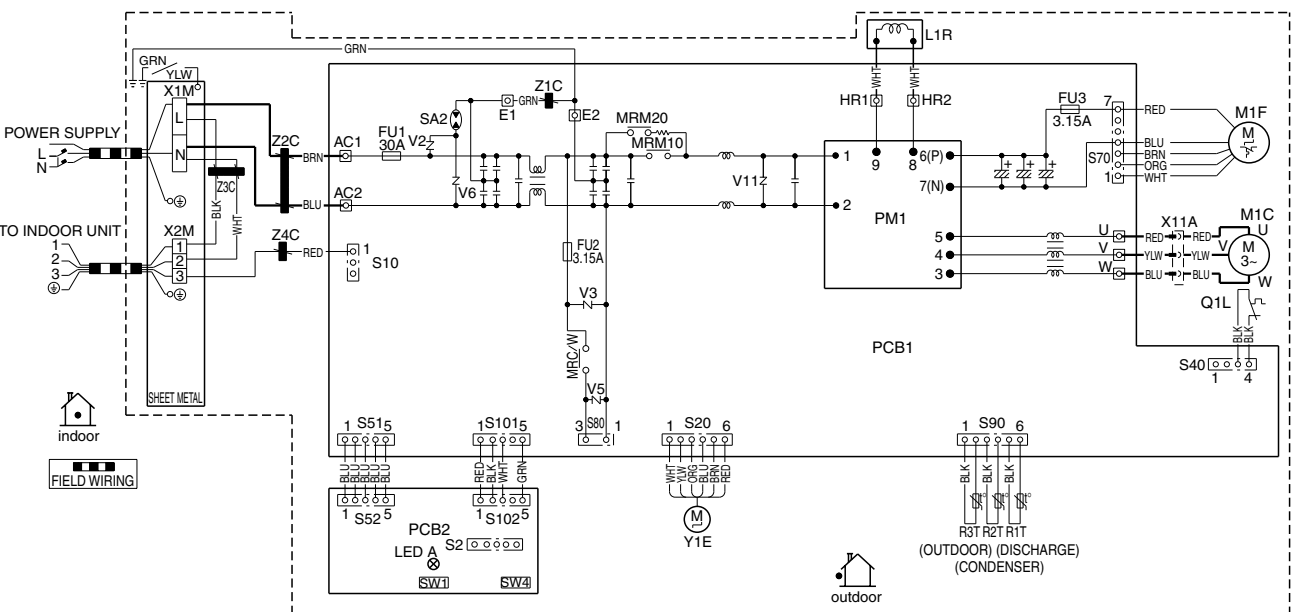 GRN
GRN
YLW
X1M
L
N
POWER SUPPLY
L
N
TO INDOOR UNIT
1
2
3
X2M
1
2
3
Z3C
BLK
WHT
SHEET METAL
indoor
FIELD WIRING
Z2C
BRN
BLU
Z4C
RED
AC1
AC2
FU1
30A
V2
SA2
V6
E1
GRN
Z1C
E2
MRM20
MRM10
V11
1
S10
FU2
3.15A
V3
MRC/W
V5
3 S80 1
L1R
WHT
WHT
HR1
HR2
9 8
1
2
6(P)
7(N)
PM1
5
4
3
FU3
3.15A
7
S70
1
RED
BLU
BRN
ORG
WHT
M1F
M
U
V
W
X11A
RED RED
YLW YLW
BLU BLU
M1C
U
V
W
M
3~
Q1L
BLK
BLK
S40
1 4
PCB1
1 S51 5
BLU
BLU
BLU
BLU
BLU
1 S52 5
1 S101 5
RED
BLK
WHT
GRN
1 S102 5
PCB2
S2
LED A
SW1
SW4
1 S20 6
WHT
YLW
ORG
BLU
BRN
RED
M
Y1E
1 S90 6
BLK
BLK
BLK
t°
t°
t°
R3T R2T R1T
(OUTDOOR) (DISCHARGE)
(CONDENSER)
outdoor